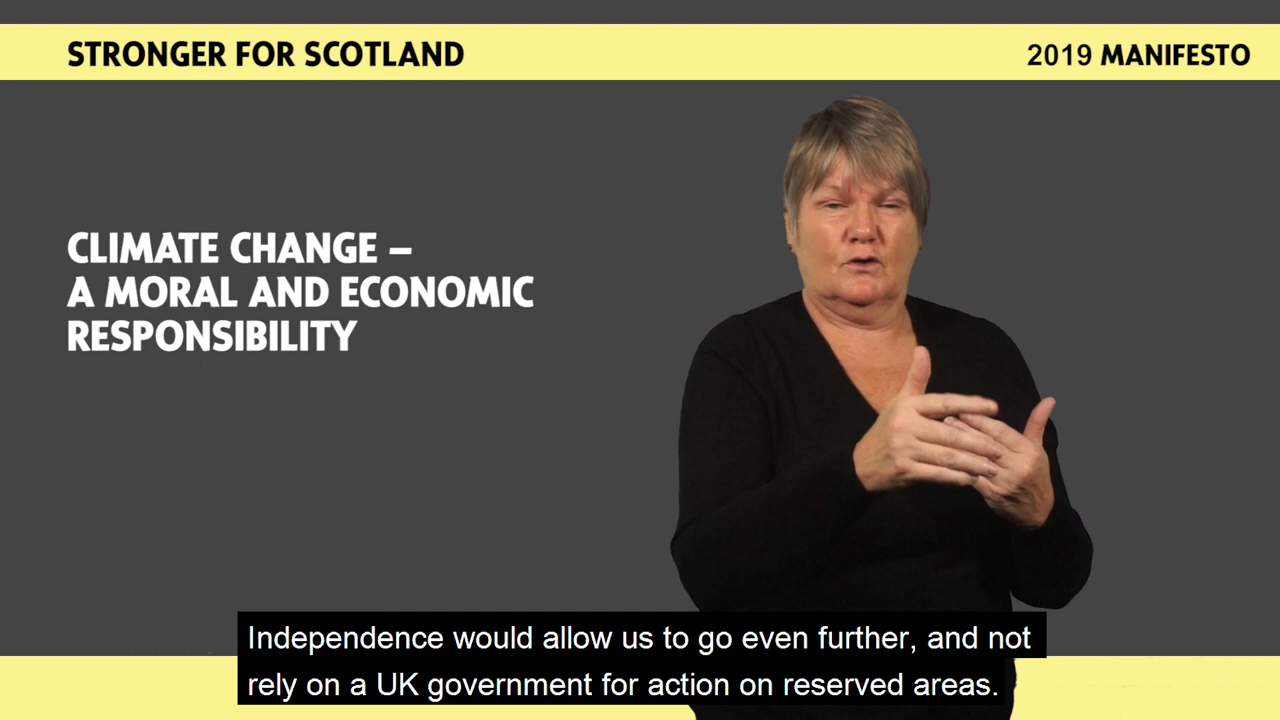 STRONGER FOR SCOTLAND
2019 MANIFESTO
CLIMATE CHANGE –
A MORAL AND ECONOMIC
RESPONSIBILITY
Independence would allow us to go even further, and not
rely on a UK government for action on reserved areas.